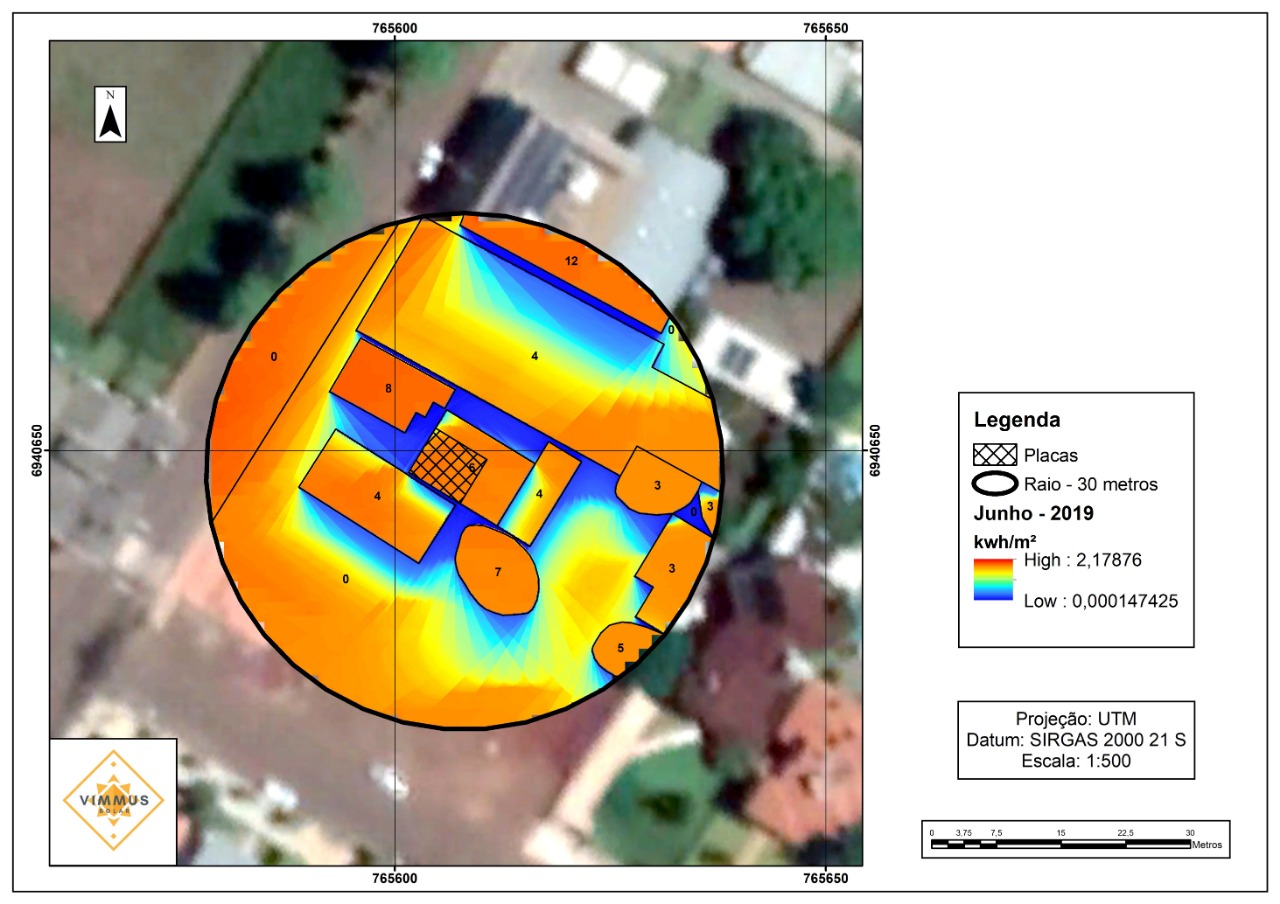 765600
765650
N
12
0
0
4
8
6940650
6940650
6
4
4
3
3
0
0
7
3
5
Legenda
Placas
Raio - 30 metros
Junho - 2019
kwh/m²
High : 2,17876
Low : 0,000147425
Projeção: UTM
Datum: SIRGAS 2000 21 S
Escala: 1:500
VIMMUS
SOLAR
0 3,75 7,5 15 22,5 30
Metros
765600
765650